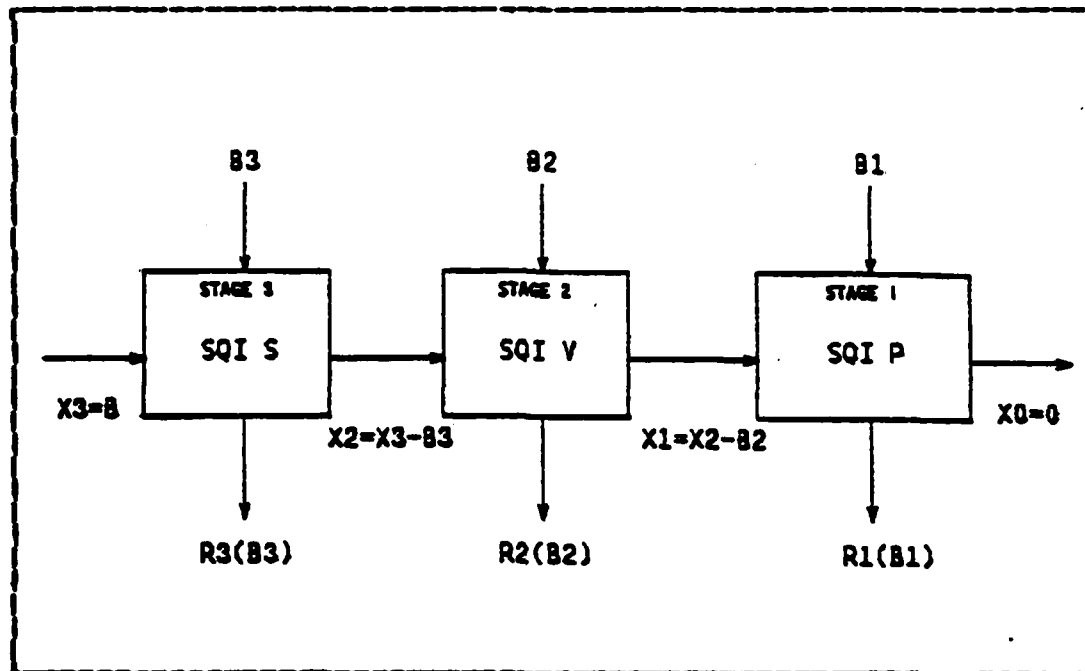 B3
B2
B1
STAGE 3
STAGE 2
STAGE 1
SQI S
SQI V
SQI P
X3=B
X2=X3-B3
X1=X2-B2
X0=0
R3(B3)
R2(B2)
R1(B1)